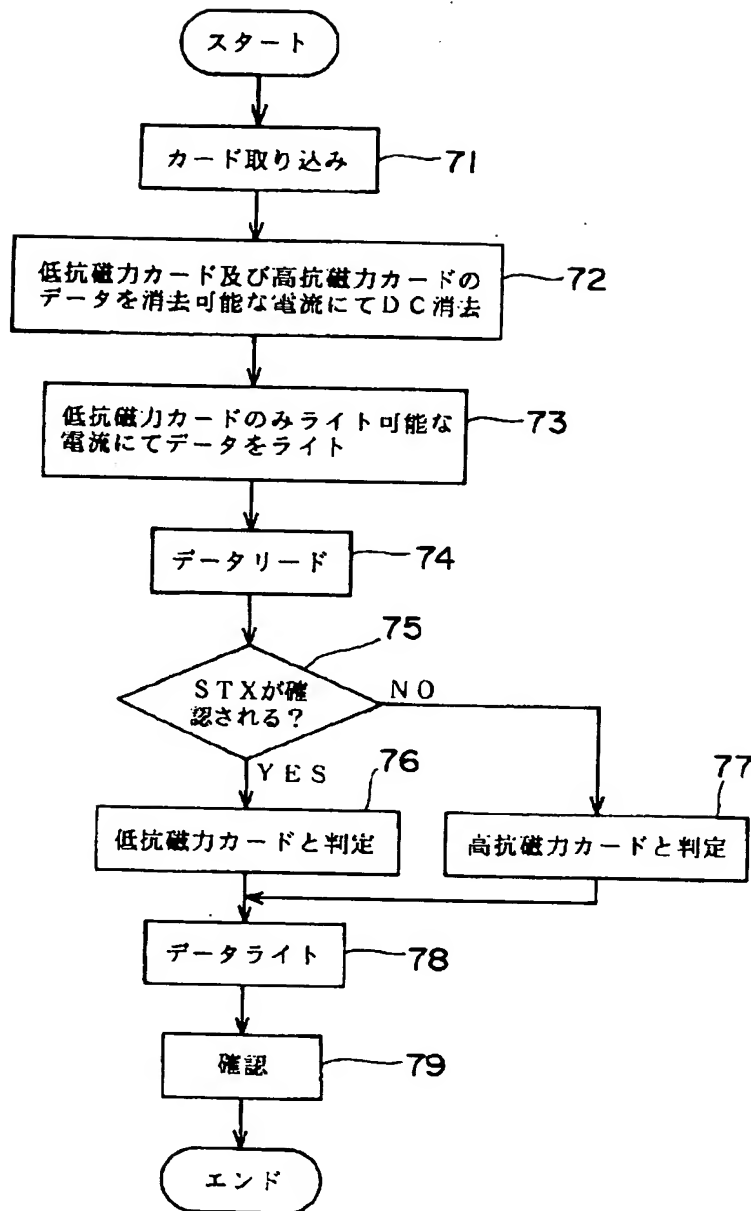 スタート
カード取り込み
71
低抗磁力カード及び高抗磁力カードの
データを消去可能な電流にてDC消去
72
低抗磁力カードのみライト可能な
電流にてデータをライト
73
データリード
74
75
STXが確
認される?
NO
YES
76
77
低抗磁力カードと判定
高抗磁力カードと判定
データライト
78
確認
79
エンド